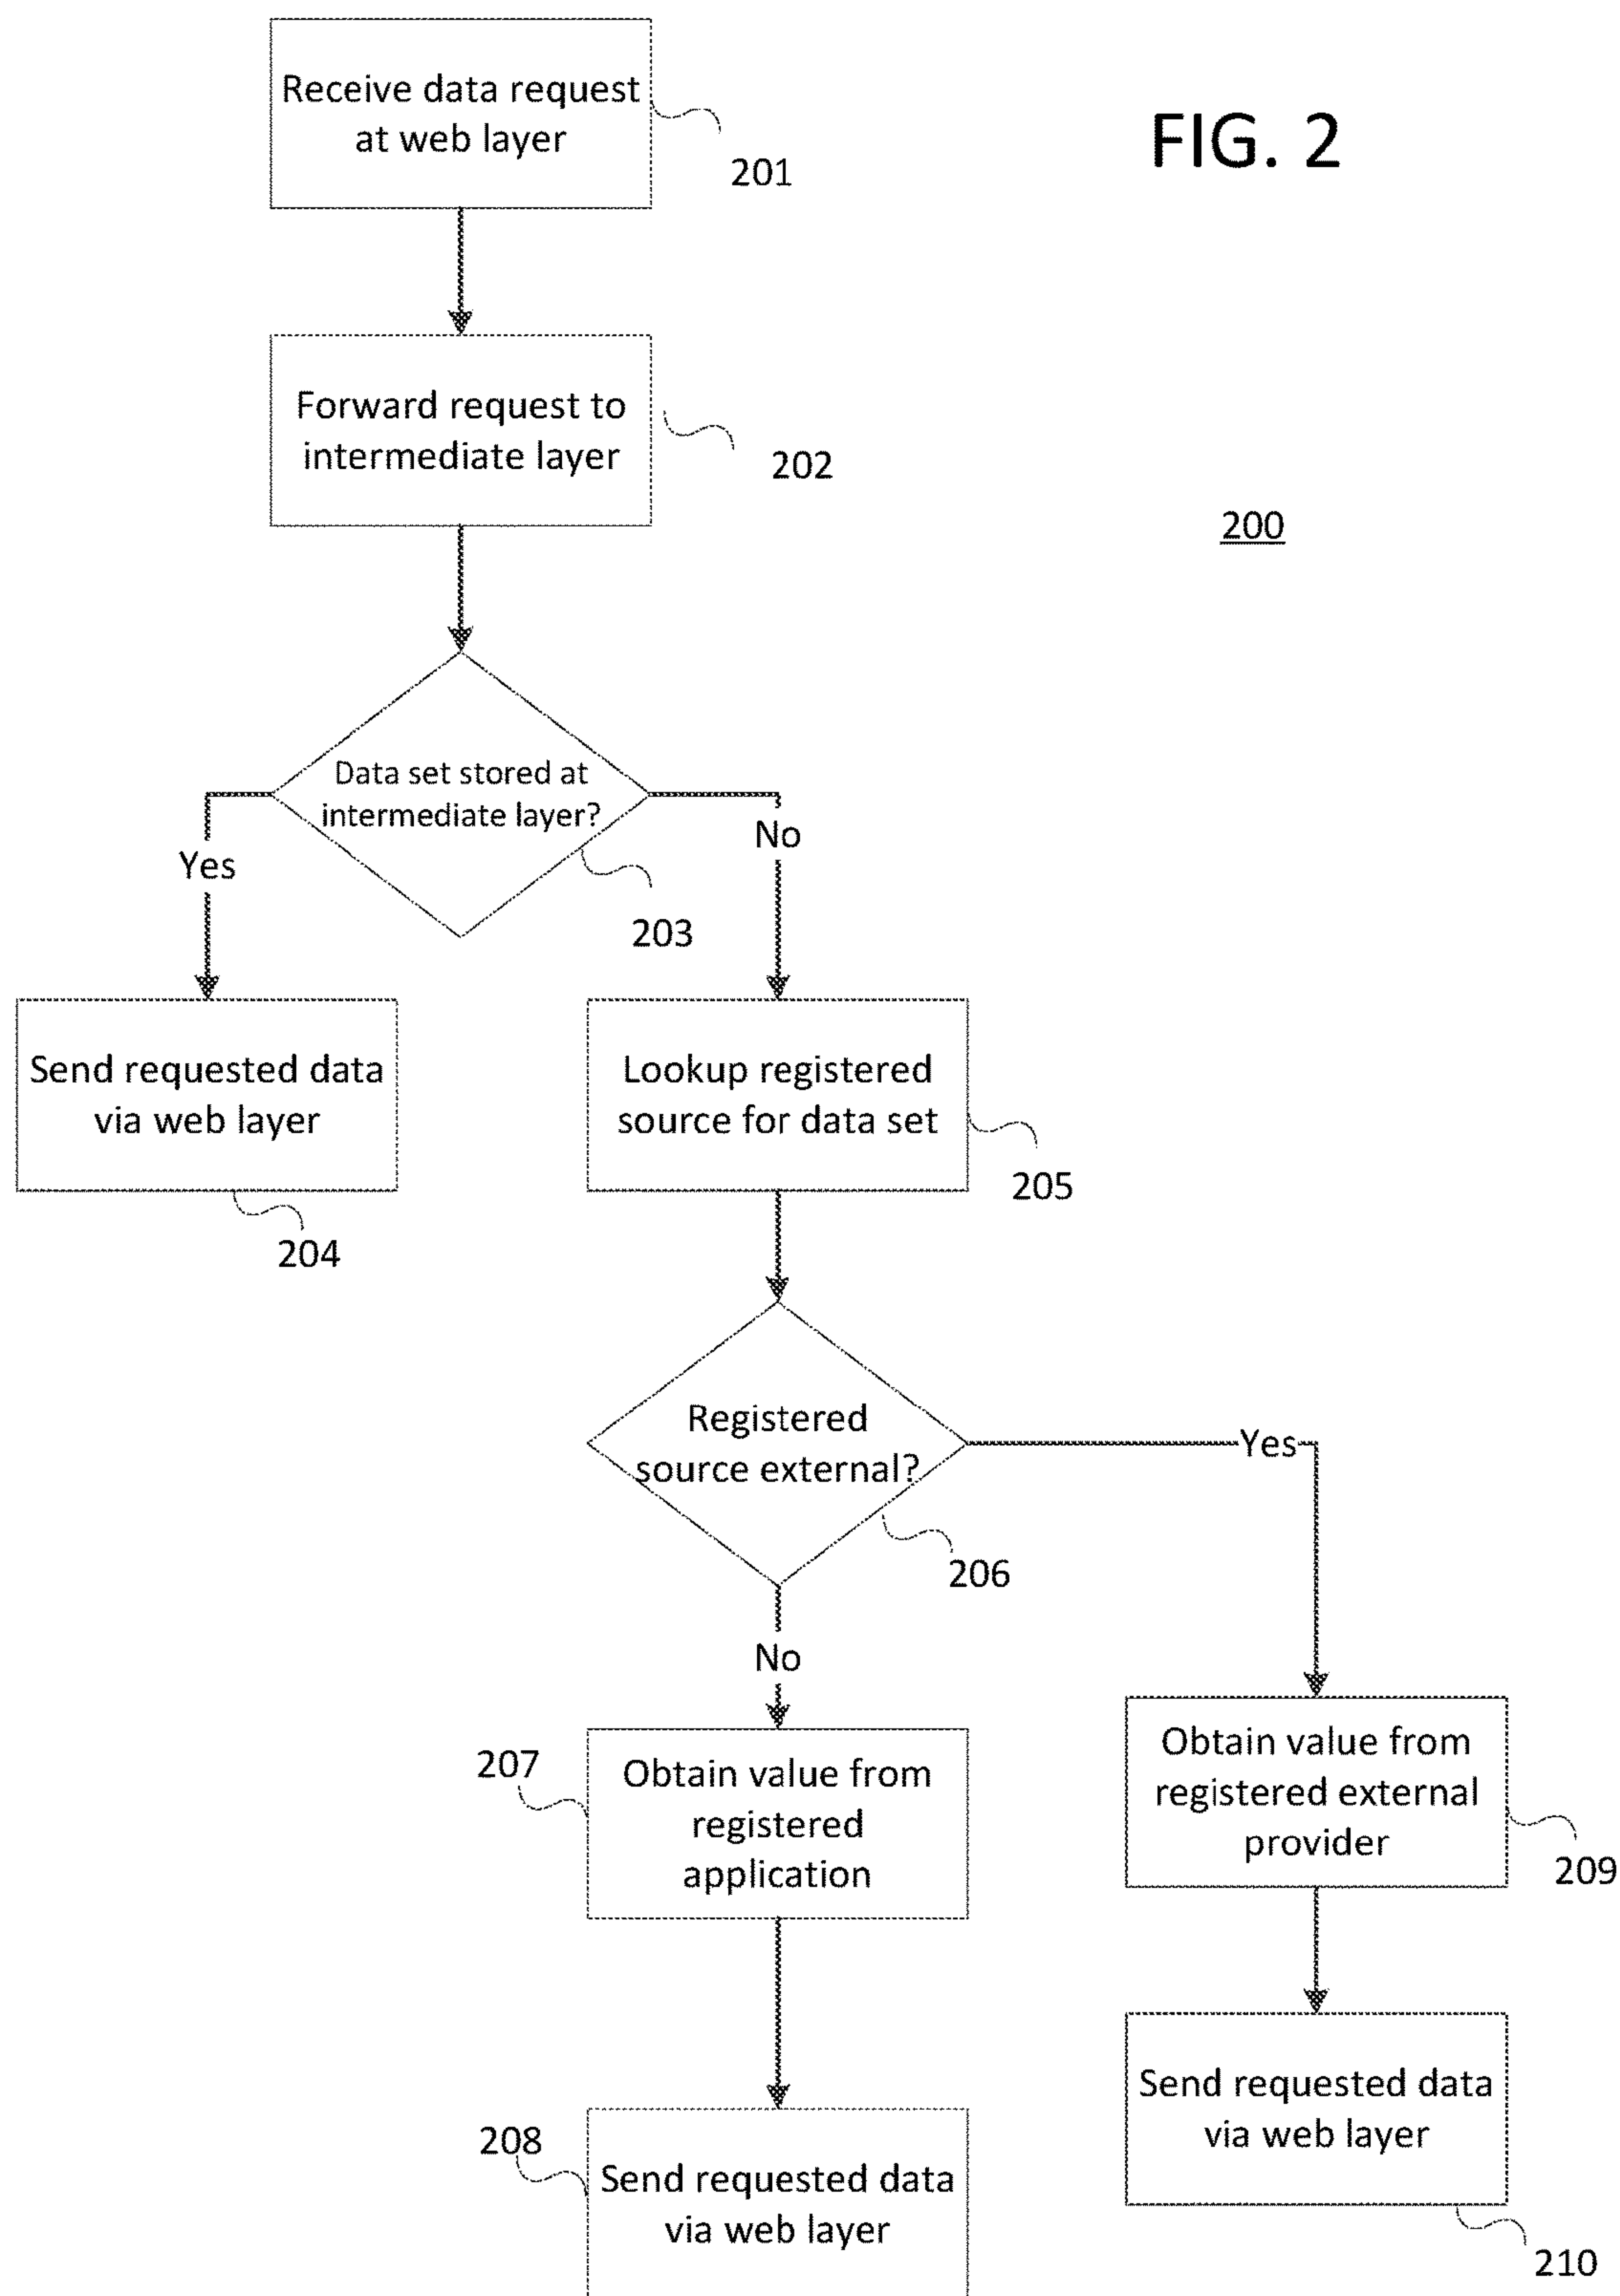 Receive data request
at web layer
201
FIG. 2
Forward request to
intermediate layer
202
200
Data set stored at
intermediate layer?
203
Yes
No
Send requested data
via web layer
204
Lookup registered
source for data set
205
Registered
source external?
206
Yes
No
207
Obtain value from
registered
application
Obtain value from
registered external
provider
209
208
Send requested data
via web layer
Send requested data
via web layer
210